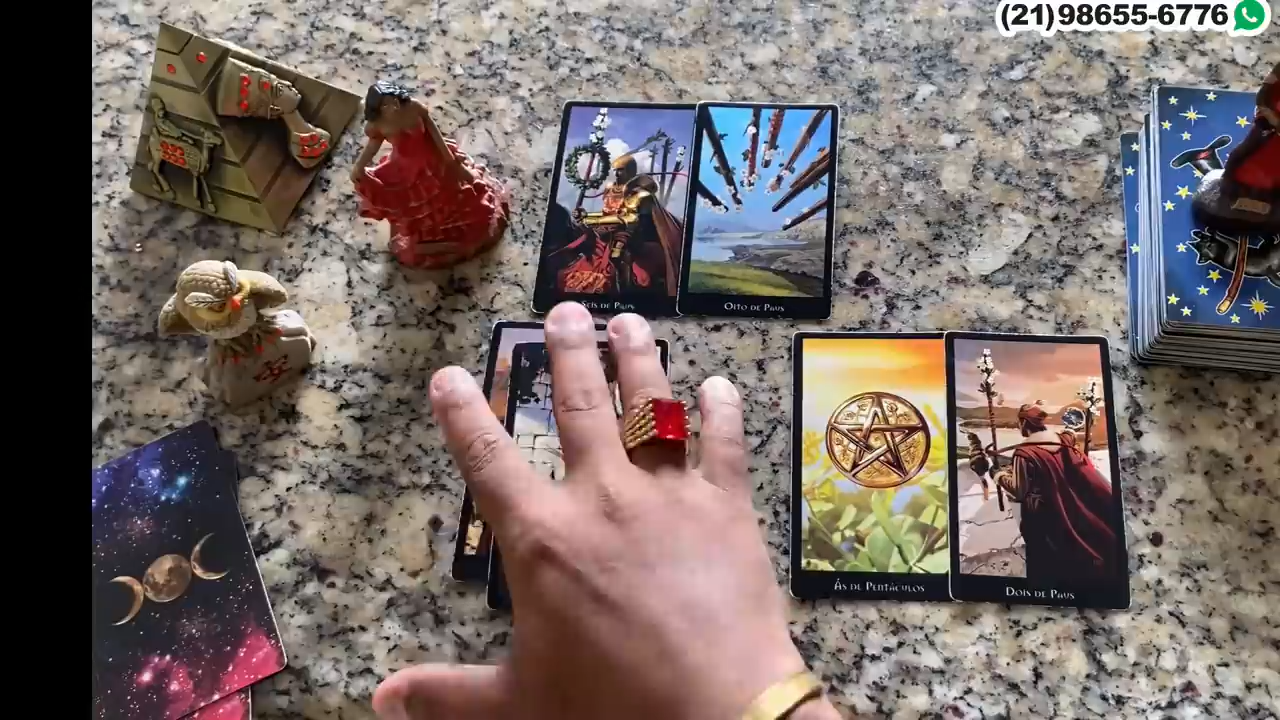 (21)98655-6776
Seis de Paus
Oito de Paus
Ás de Pentáculos
Dois de Paus